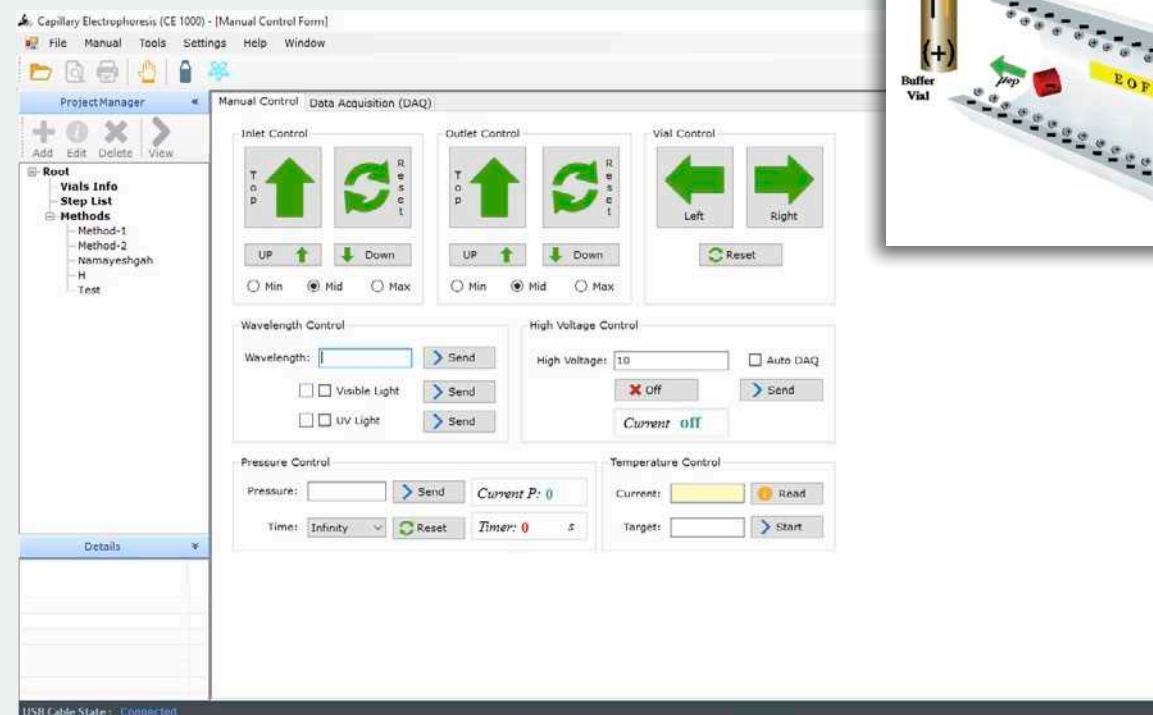 Capillary Electrophoresis (CE 1000) - [Manual Control Form]
File Manual Tools Settings Help Window
ProjectManager
Add Edit Delete View
Root
Vials Info
Step List
Methods
Method-1
Method-2
Namayeshgah
H
Test
Details
Manual Control Data Acquisition (DAQ)
Inlet Control
Top Reset
UP Down
Min Mid Max
Outlet Control
Top Reset
UP Down
Min Mid Max
Vial Control
Left Right
Reset
Wavelength Control
Wavelength: Send
Visible Light Send
UV Light Send
High Voltage Control
High Voltage: 10 Auto DAQ
Off Send
Current off
Pressure Control
Pressure: Send Current P: 0
Time: Infinity Reset Timer: 0 s
Temperature Control
Current: Read
Target: Start
USB Cable State : Connected
(+)
Buffer
Vial
μep
EOF